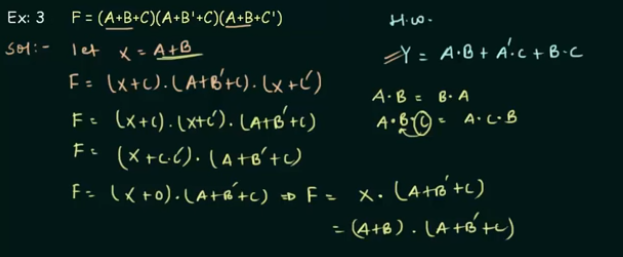 Ex: 3 F = (A+B+C)(A+B'+C)(A+B+C')
Sol:- let X = A+B
F = (X+C).(A+B'+C).(X+C')
F = (X+C).(X+C').(A+B'+C)
F = (X+C.C').(A+B'+C)
F = (X+0).(A+B'+C) ⇒ F = X.(A+B'+C)
= (A+B).(A+B'+C)
H.W.
Y = A.B + A'.C + B.C
A.B = B.A
A.B.C = A.C.B